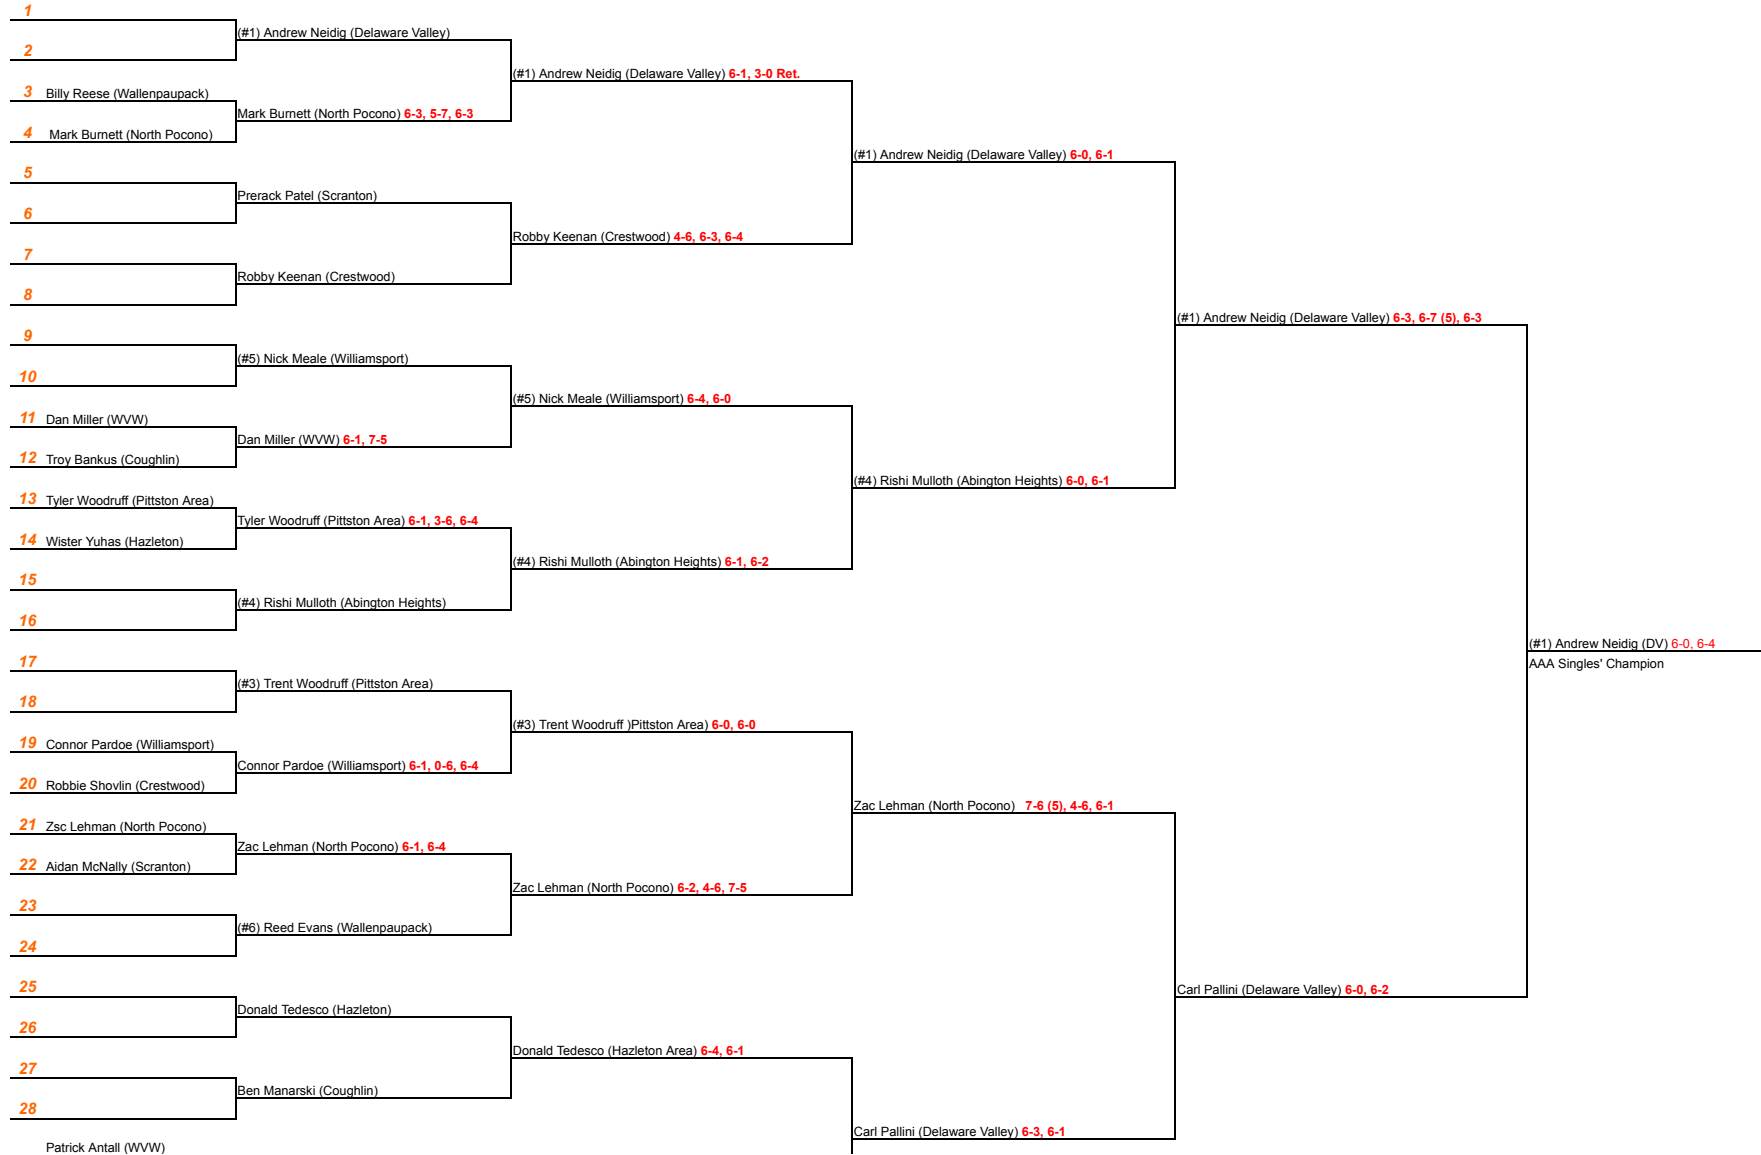 1
(#1) Andrew Neidig (Delaware Valley)
2
(#1) Andrew Neidig (Delaware Valley) 6-1, 3-0 Ret.
3 Billy Reese (Wallenpaupack)
Mark Burnett (North Pocono) 6-3, 5-7, 6-3
4 Mark Burnett (North Pocono)
(#1) Andrew Neidig (Delaware Valley) 6-0, 6-1
5
Prerack Patel (Scranton)
6
Robby Keenan (Crestwood) 4-6, 6-3, 6-4
7
Robby Keenan (Crestwood)
8
(#1) Andrew Neidig (Delaware Valley) 6-3, 6-7 (5), 6-3
9
(#5) Nick Meale (Williamsport)
10
(#5) Nick Meale (Williamsport) 6-4, 6-0
11 Dan Miller (WVW)
Dan Miller (WVW) 6-1, 7-5
12 Troy Bankus (Coughlin)
(#4) Rishi Mulloth (Abington Heights) 6-0, 6-1
13 Tyler Woodruff (Pittston Area)
Tyler Woodruff (Pittston Area) 6-1, 3-6, 6-4
14 Wister Yuhas (Hazleton)
(#4) Rishi Mulloth (Abington Heights) 6-1, 6-2
15
(#4) Rishi Mulloth (Abington Heights)
16
(#1) Andrew Neidig (DV) 6-0, 6-4
AAA Singles' Champion
17
(#3) Trent Woodruff (Pittston Area)
18
(#3) Trent Woodruff )Pittston Area) 6-0, 6-0
19 Connor Pardoe (Williamsport)
Connor Pardoe (Williamsport) 6-1, 0-6, 6-4
20 Robbie Shovlin (Crestwood)
Zac Lehman (North Pocono) 7-6 (5), 4-6, 6-1
21 Zsc Lehman (North Pocono)
Zac Lehman (North Pocono) 6-1, 6-4
22 Aidan McNally (Scranton)
Zac Lehman (North Pocono) 6-2, 4-6, 7-5
23
(#6) Reed Evans (Wallenpaupack)
24
Carl Pallini (Delaware Valley) 6-0, 6-2
25
Donald Tedesco (Hazleton)
26
Donald Tedesco (Hazleton Area) 6-4, 6-1
27
Ben Manarski (Coughlin)
28
Carl Pallini (Delaware Valley) 6-3, 6-1
Patrick Antall (WVW)